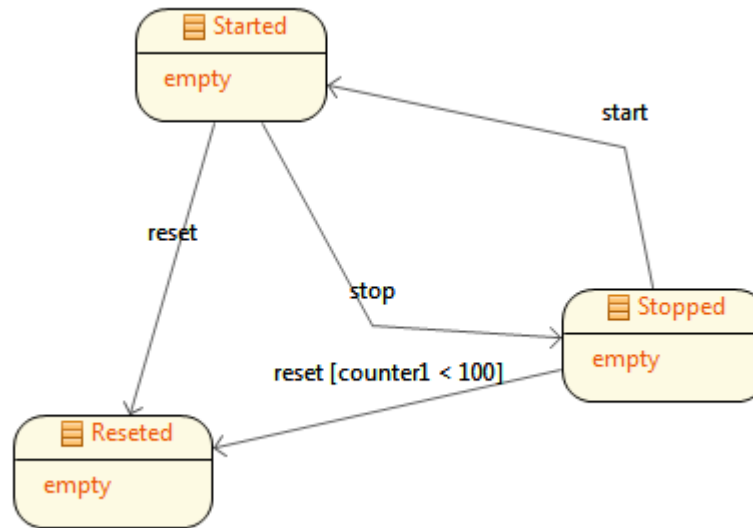 Started
empty
start
reset
stop
Stopped
empty
reset [counter1 < 100]
Reseted
empty